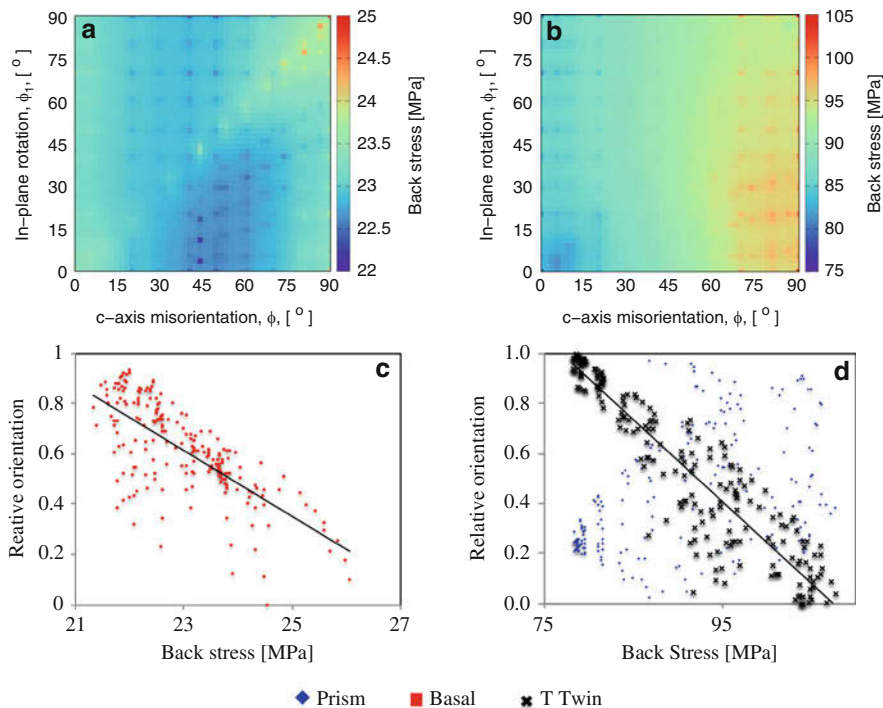 a
90
75
60
45
30
15
0
In–plane rotation, ϕ1, [ o ]
0 15 30 45 60 75 90
c–axis misorientation, ϕ, [ o ]
25
24.5
24
23.5
23
22.5
22
Back stress [MPa]
b
90
75
60
45
30
15
0
In–plane rotation, ϕ1, [ o ]
0 15 30 45 60 75 90
c–axis misorientation, ϕ, [ o ]
105
100
95
90
85
80
75
Back stress [MPa]
c
1
0.8
0.6
0.4
0.2
0
Reative orientation
21 23 25 27
Back stress [MPa]
d
1.0
0.8
0.6
0.4
0.2
0.0
Relative orientation
75 95
Back Stress [MPa]
Prism Basal T Twin